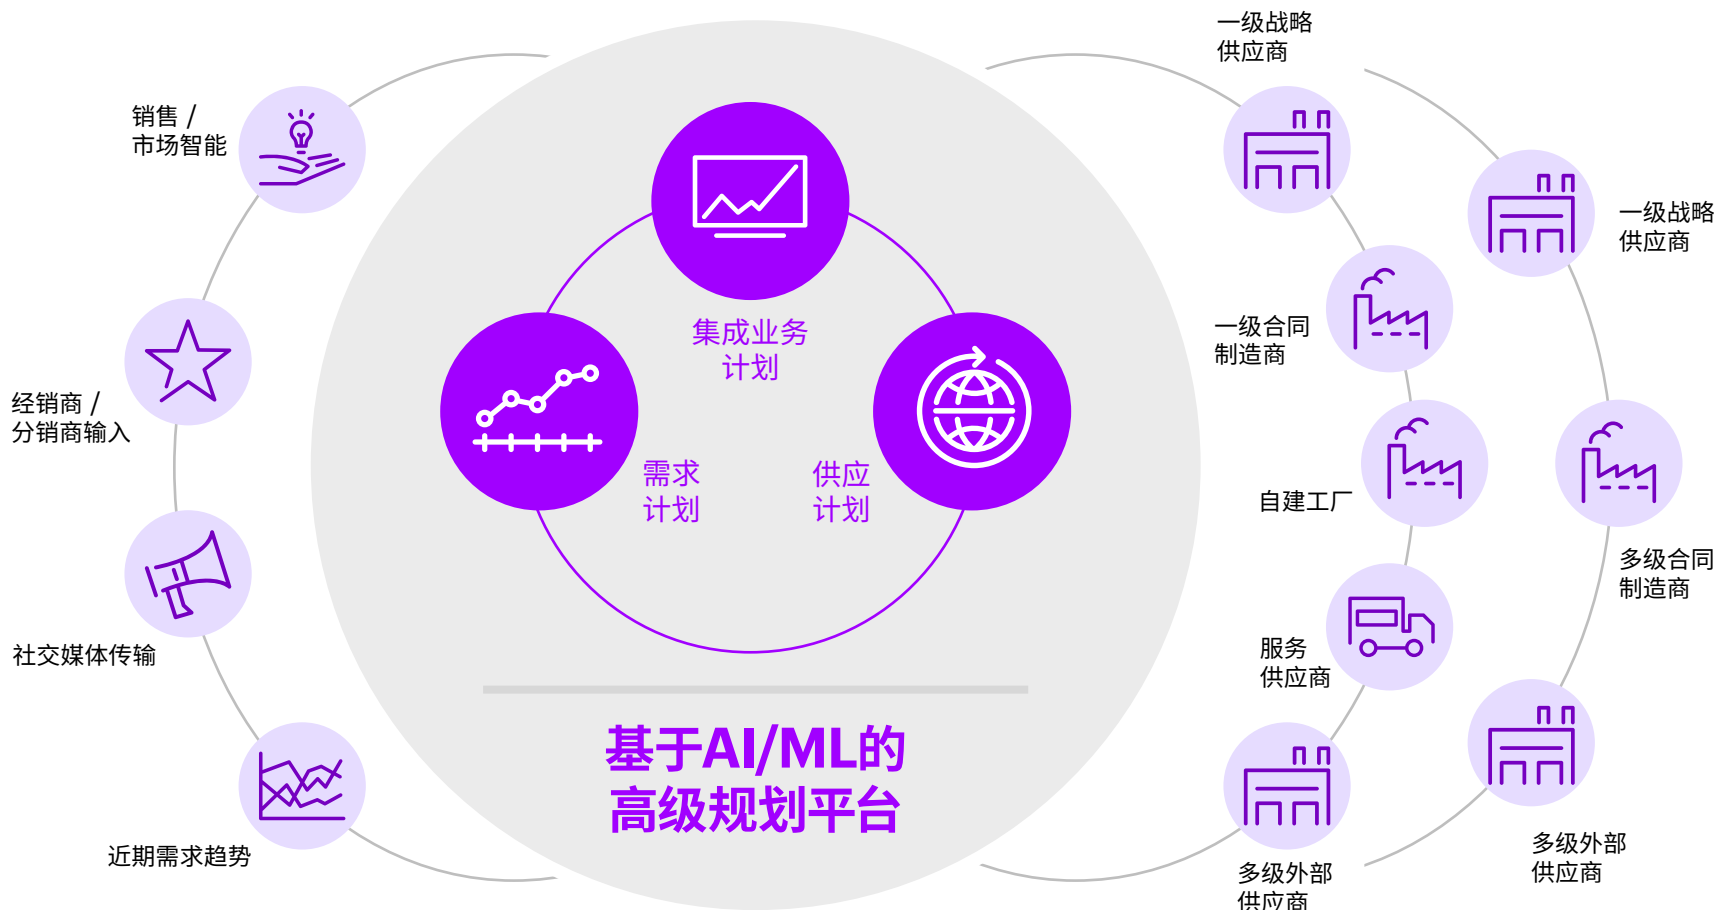 销售 /
市场智能
经销商 /
分销商输入
社交媒体传输
近期需求趋势
集成业务
计划
需求
计划
供应
计划
基于AI/ML的
高级规划平台
一级战略
供应商
一级合同
制造商
自建工厂
服务
供应商
多级外部
供应商
一级战略
供应商
多级合同
制造商
多级外部
供应商